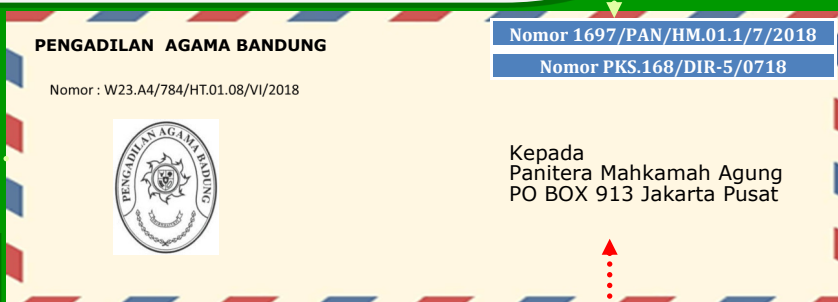 PENGADILAN AGAMA BANDUNG
Nomor 1697/PAN/HM.01.1/7/2018
Nomor PKS.168/DIR-5/0718
Nomor : W23.A4/784/HT.01.08/VI/2018
PENGADILAN AGAMA BADUNG
Kepada
Panitera Mahkamah Agung
PO BOX 913 Jakarta Pusat